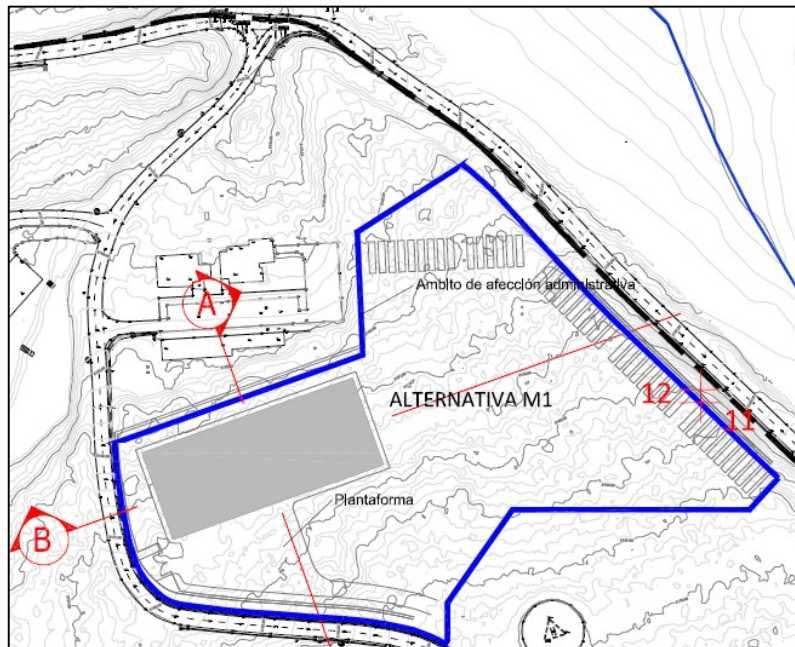 A
Ambito de afección administrativa
ALTERNATIVA M1
12
11
Plantaforma
B